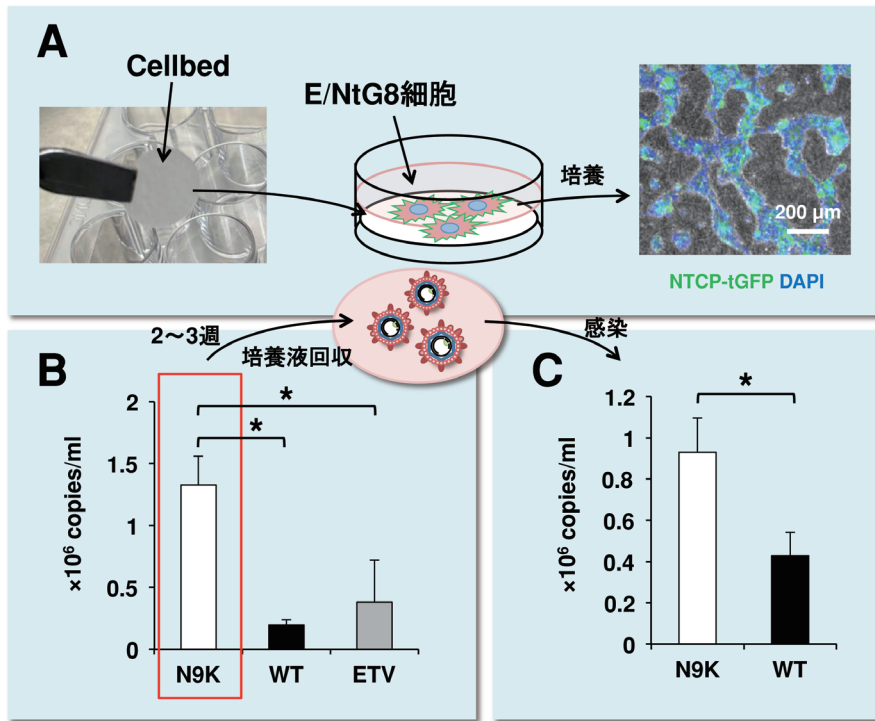 A
Cellbed
E/NtG8細胞
培養
200 μm
NTCP-tGFP DAPI
2〜3週
培養液回収
感染
B
×10⁶ copies/ml
2
1.5
1
0.5
0
*
*
N9K WT ETV
C
×10⁶ copies/ml
1.2
1
0.8
0.6
0.4
0.2
0
*
N9K WT